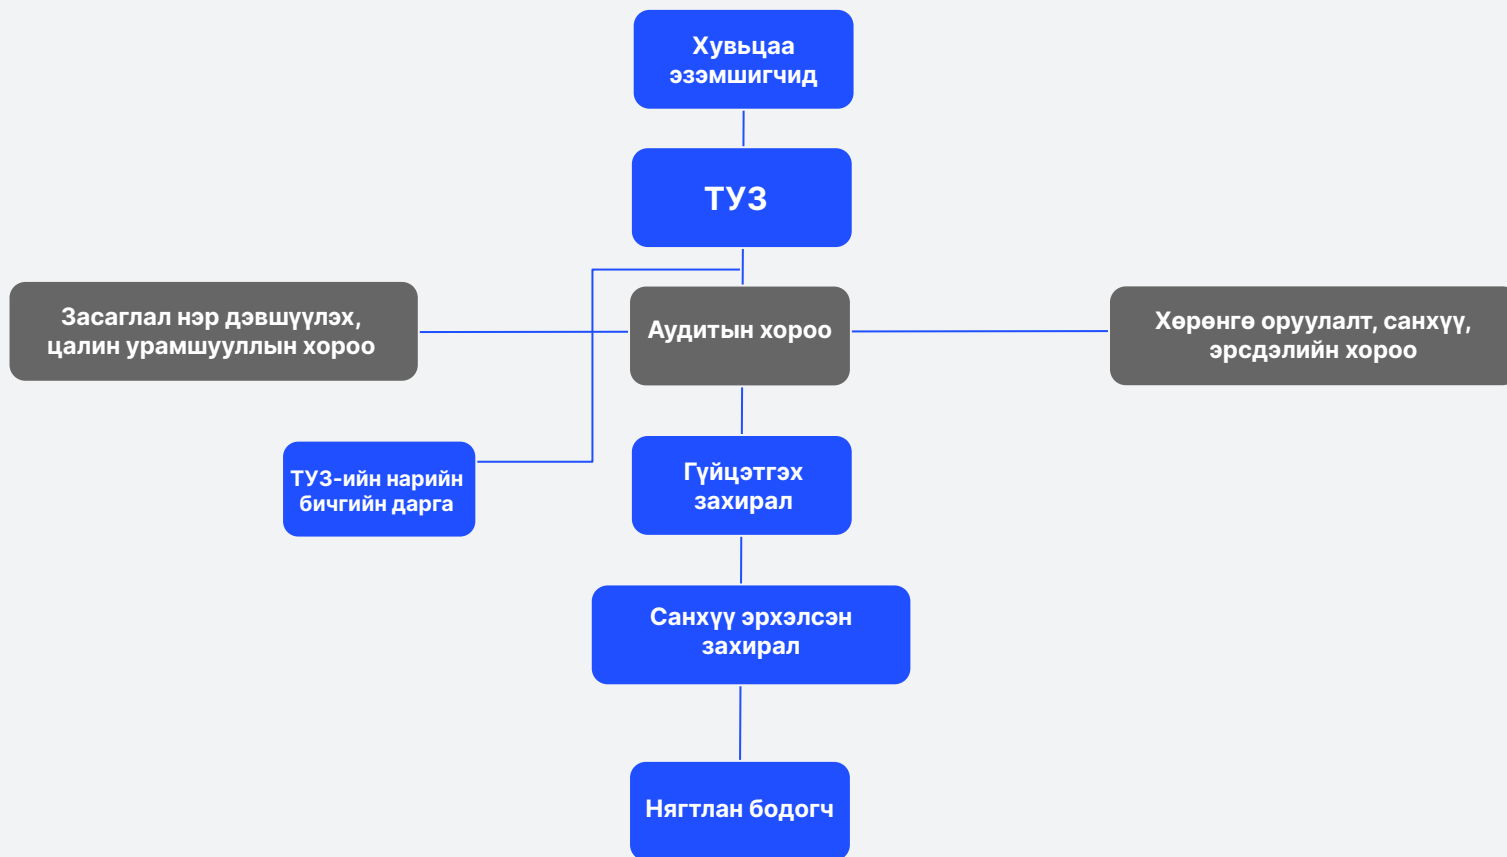 Хувьцаа
эзэмшигчид
ТУЗ
Засаглал нэр дэвшүүлэх,
цалин урамшууллын хороо
Аудитын хороо
Хөрөнгө оруулалт, санхүү,
эрсдэлийн хороо
ТУЗ-ийн нарийн
бичгийн дарга
Гүйцэтгэх
захирал
Санхүү эрхэлсэн
захирал
Нягтлан бодогч